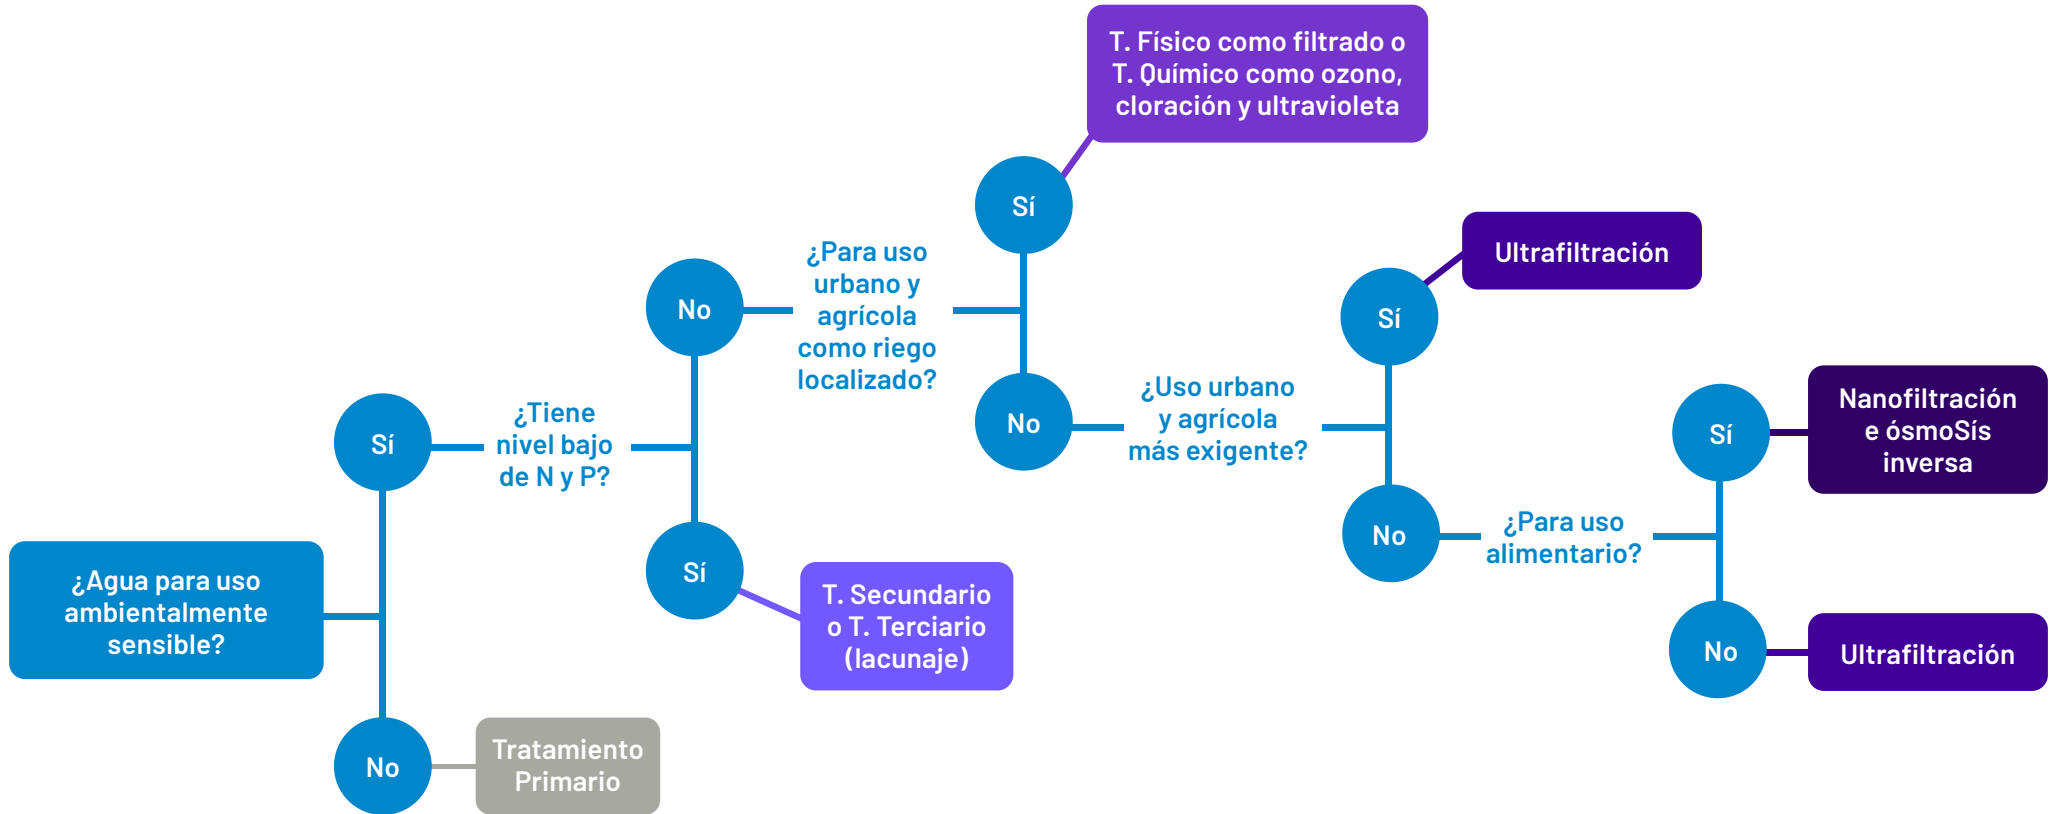 ¿Agua para uso
ambientalmente
sensible?
Sí
No
Tratamiento
Primario
¿Tiene
nivel bajo
de N y P?
No
Sí
T. Secundario
o T. Terciario
(lacunaje)
¿Para uso
urbano y
agrícola
como riego
localizado?
Sí
T. Físico como filtrado o
T. Químico como ozono,
cloración y ultravioleta
No
¿Uso urbano
y agrícola
más exigente?
Sí
Ultrafiltración
No
¿Para uso
alimentario?
Sí
Nanofiltración
e ósmoSís
inversa
No
Ultrafiltración